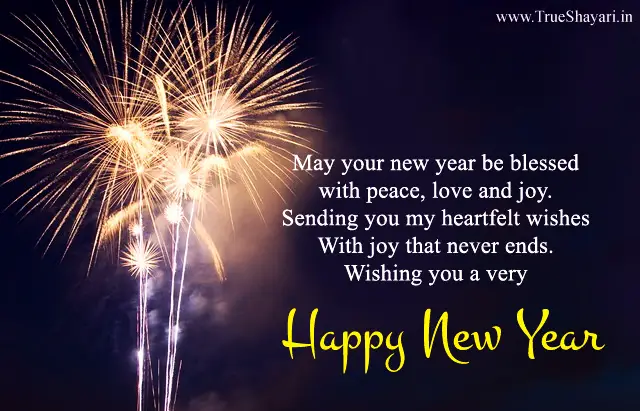 www.TrueShayari.in
May your new year be blessed
with peace, love and joy.
Sending you my heartfelt wishes
With joy that never ends.
Wishing you a very
Happy New Year